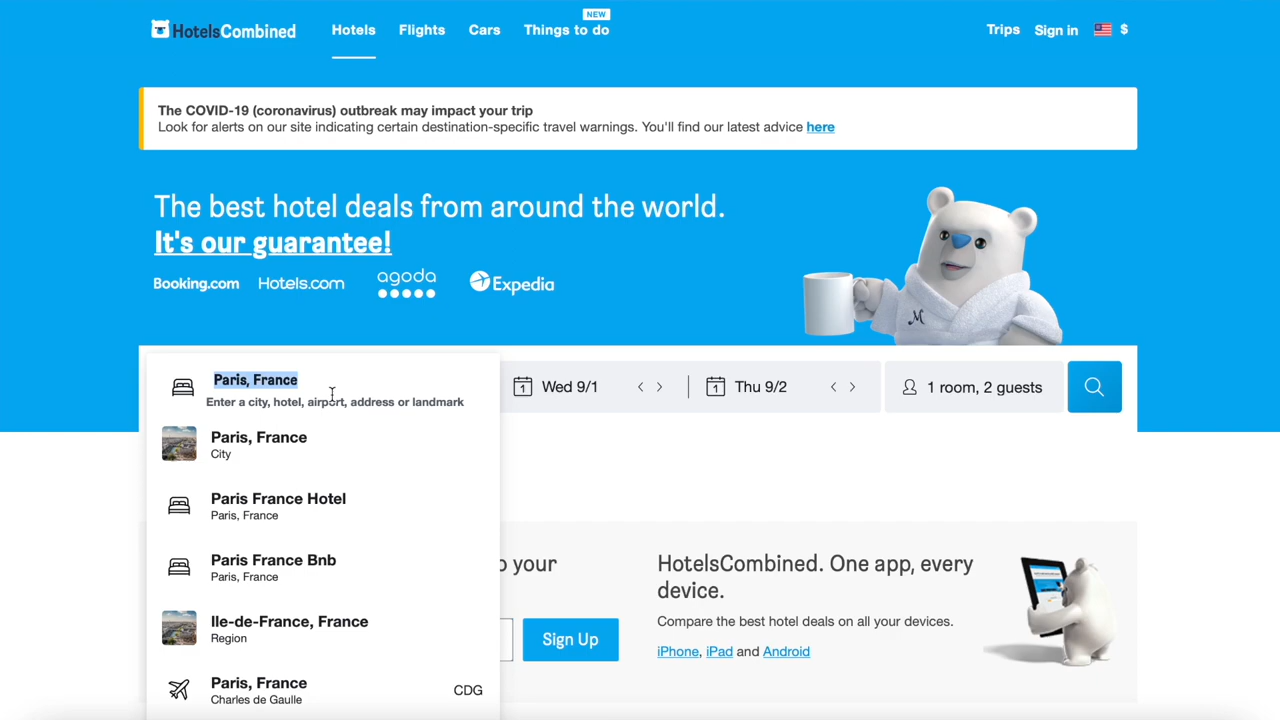 HotelsCombined
Hotels
Flights
Cars
NEW
Things to do
Trips
Sign in
$
The COVID-19 (coronavirus) outbreak may impact your trip
Look for alerts on our site indicating certain destination-specific travel warnings. You'll find our latest advice here
The best hotel deals from around the world.
It's our guarantee!
Booking.com
Hotels.com
agoda
Expedia
M
Paris, France
Enter a city, hotel, airport, address or landmark
1
Wed 9/1
1
Thu 9/2
1 room, 2 guests
Paris, France
City
Paris France Hotel
Paris, France
Paris France Bnb
Paris, France
Ile-de-France, France
Region
Paris, France
Charles de Gaulle
CDG
o your
Sign Up
HotelsCombined. One app, every
device.
Compare the best hotel deals on all your devices.
iPhone, iPad and Android